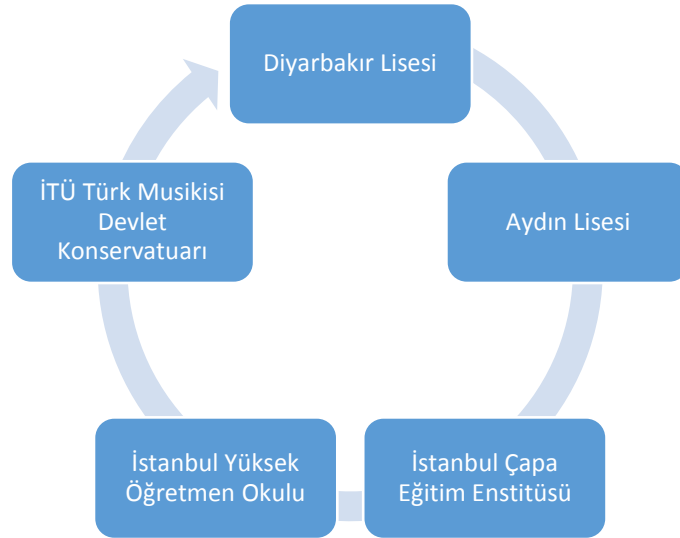 Diyarbakır Lisesi
Aydın Lisesi
İstanbul Çapa
Eğitim Enstitüsü
İstanbul Yüksek
Öğretmen Okulu
İTÜ Türk Musikisi
Devlet
Konservatuarı